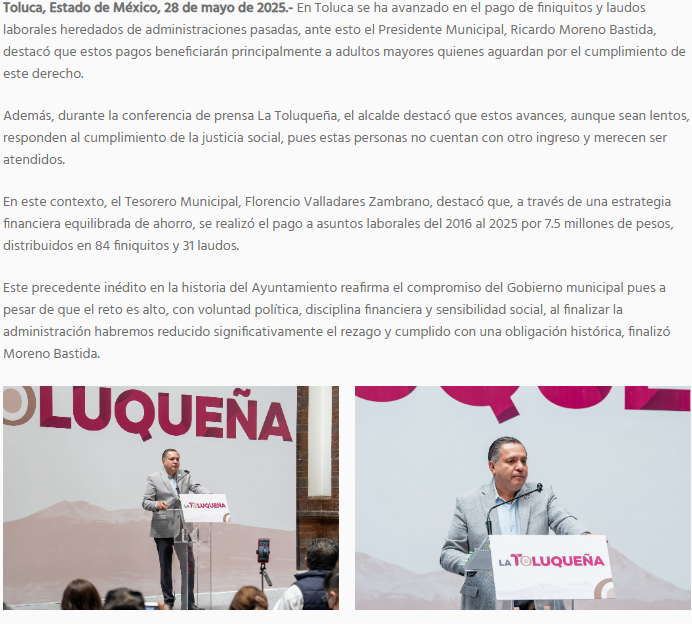 Toluca, Estado de México, 28 de mayo de 2025.- En Toluca se ha avanzado en el pago de finiquitos y laudos
laborales heredados de administraciones pasadas, ante esto el Presidente Municipal, Ricardo Moreno Bastida,
destacó que estos pagos beneficiarán principalmente a adultos mayores quienes aguardan por el cumplimiento de
este derecho.
Además, durante la conferencia de prensa La Toluqueña, el alcalde destacó que estos avances, aunque sean lentos,
responden al cumplimiento de la justicia social, pues estas personas no cuentan con otro ingreso y merecen ser
atendidos.
En este contexto, el Tesorero Municipal, Florencio Valladares Zambrano, destacó que, a través de una estrategia
financiera equilibrada de ahorro, se realizó el pago a asuntos laborales del 2016 al 2025 por 7.5 millones de pesos,
distribuidos en 84 finiquitos y 31 laudos.
Este precedente inédito en la historia del Ayuntamiento reafirma el compromiso del Gobierno municipal pues a
pesar de que el reto es alto, con voluntad política, disciplina financiera y sensibilidad social, al finalizar la
administración habremos reducido significativamente el rezago y cumplido con una obligación histórica, finalizó
Moreno Bastida.
OLUQUEÑA
LA TOLUQUEÑA
LA TOLUQUEÑA